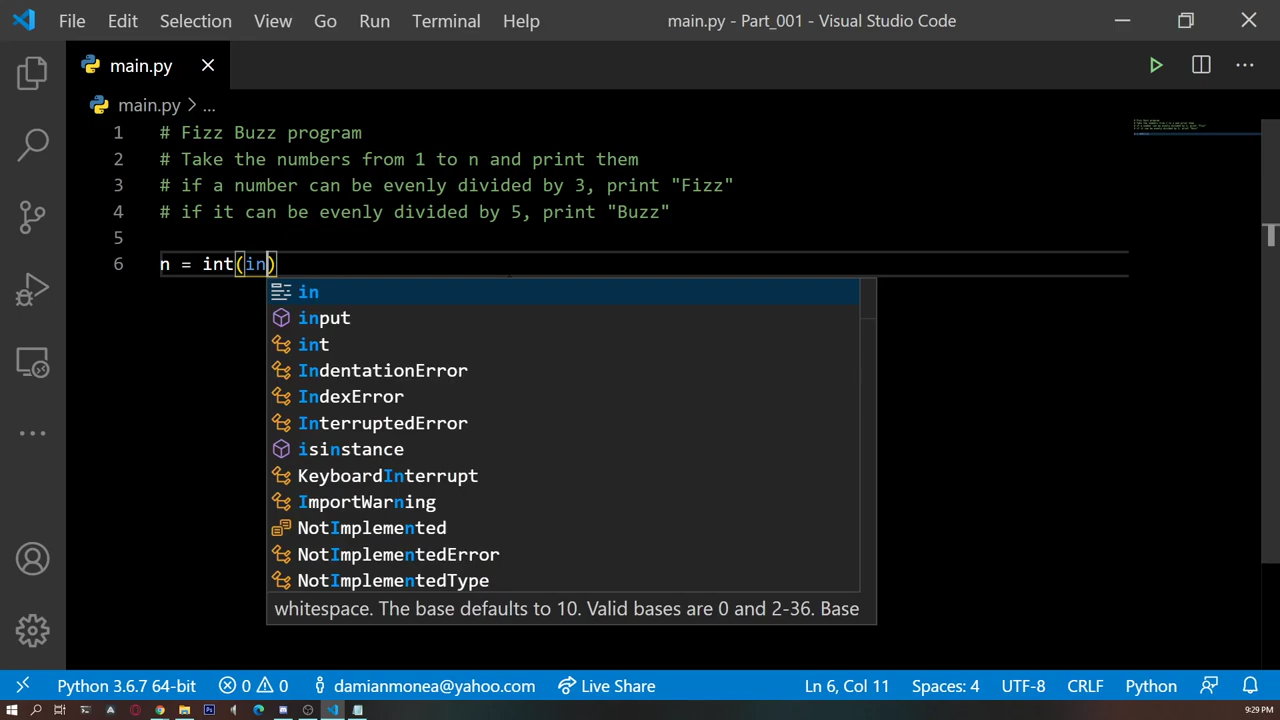 File Edit Selection View Go Run Terminal Help main.py - Part_001 - Visual Studio Code
main.py
main.py > ...
1 # Fizz Buzz program
2 # Take the numbers from 1 to n and print them
3 # if a number can be evenly divided by 3, print "Fizz"
4 # if it can be evenly divided by 5, print "Buzz"
5
6 n = int(in)
in
input
int
IndentationError
IndexError
InterruptedError
isinstance
KeyboardInterrupt
ImportWarning
NotImplemented
NotImplementedError
NotImplementedType
whitespace. The base defaults to 10. Valid bases are 0 and 2-36. Base
Python 3.6.7 64-bit 0 0 damianmonea@yahoo.com Live Share Ln 6, Col 11 Spaces: 4 UTF-8 CRLF Python
9:29 PM